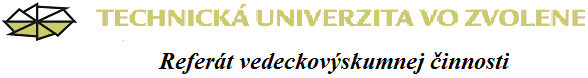 TECHNICKÁ UNIVERZITA VO ZVOLENE
Referát vedeckovýskumnej činnosti